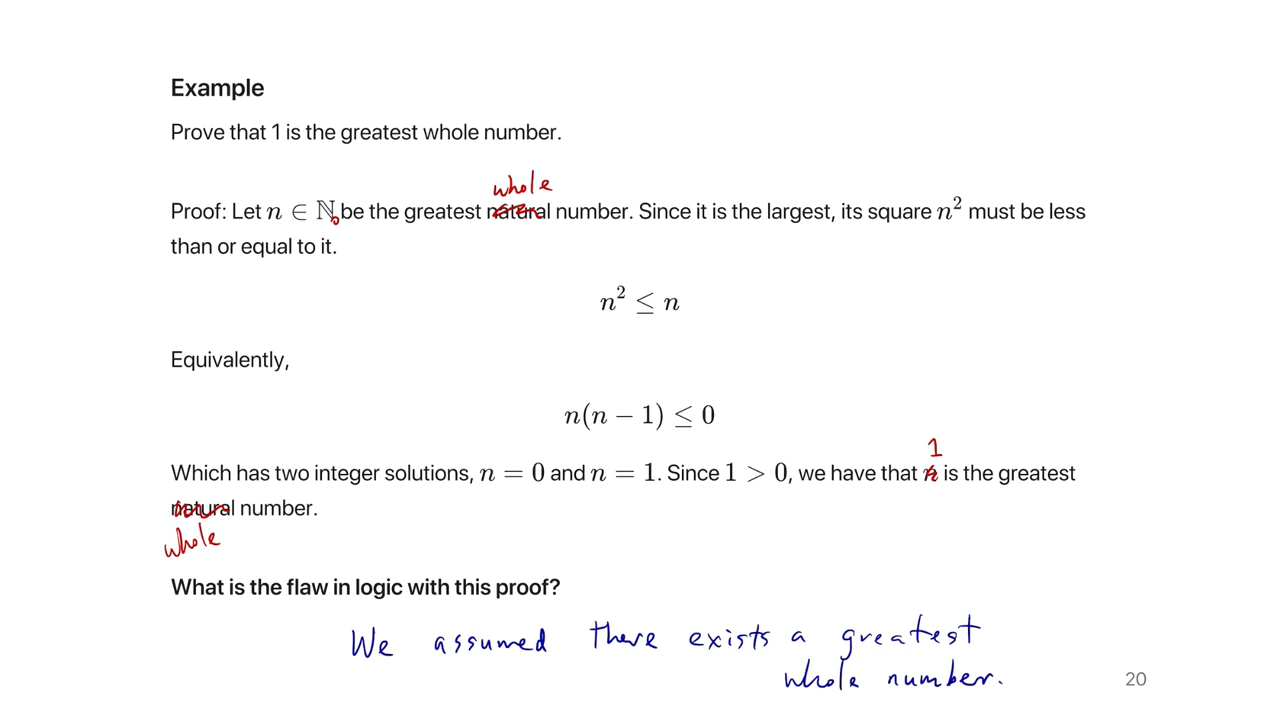 Example
Prove that 1 is the greatest whole number.
whole
Proof: Let n ∈ ℕ₀ be the greatest natural number. Since it is the largest, its square n² must be less
than or equal to it.
n² ≤ n
Equivalently,
n(n − 1) ≤ 0
1
Which has two integer solutions, n = 0 and n = 1. Since 1 > 0, we have that n is the greatest
natural number.
whole
What is the flaw in logic with this proof?
We assumed there exists a greatest
whole number.
20